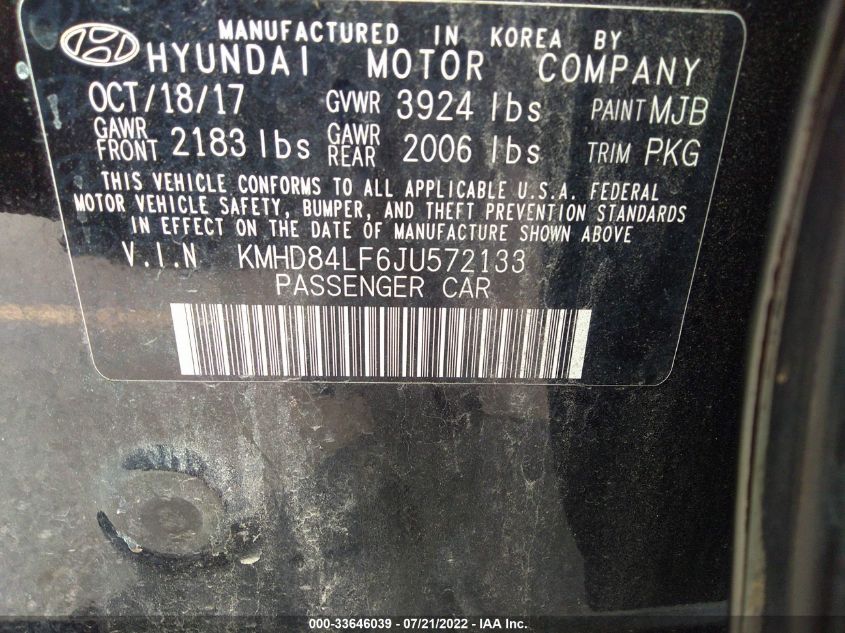 MANUFACTURED IN KOREA BY
HYUNDAI MOTOR COMPANY
OCT/18/17 GVWR 3924 lbs PAINT MJB
GAWR FRONT 2183 lbs GAWR REAR 2006 lbs TRIM PKG
THIS VEHICLE CONFORMS TO ALL APPLICABLE U.S.A. FEDERAL
MOTOR VEHICLE SAFETY, BUMPER, AND THEFT PREVENTION STANDARDS
IN EFFECT ON THE DATE OF MANUFACTURE SHOWN ABOVE
V.I.N KMHD84LF6JU572133
PASSENGER CAR
000-33646039 - 07/21/2022 - IAA Inc.